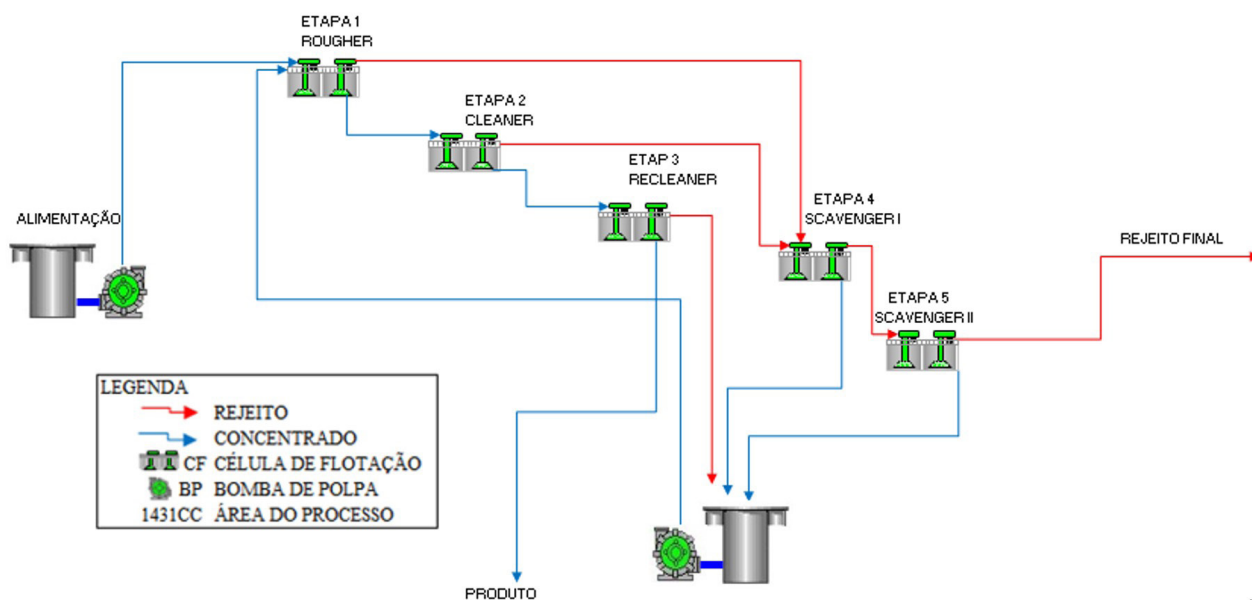 ETAPA 1
ROUGHER
ETAPA 2
CLEANER
ETAP 3
RECLEANER
ALIMENTAÇÃO
ETAPA 4
SCAVENGER I
REJEITO FINAL
ETAPA 5
SCAVENGER II
LEGENDA
REJEITO
CONCENTRADO
CF CÉLULA DE FLOTAÇÃO
BP BOMBA DE POLPA
1431CC ÁREA DO PROCESSO
PRODUTO